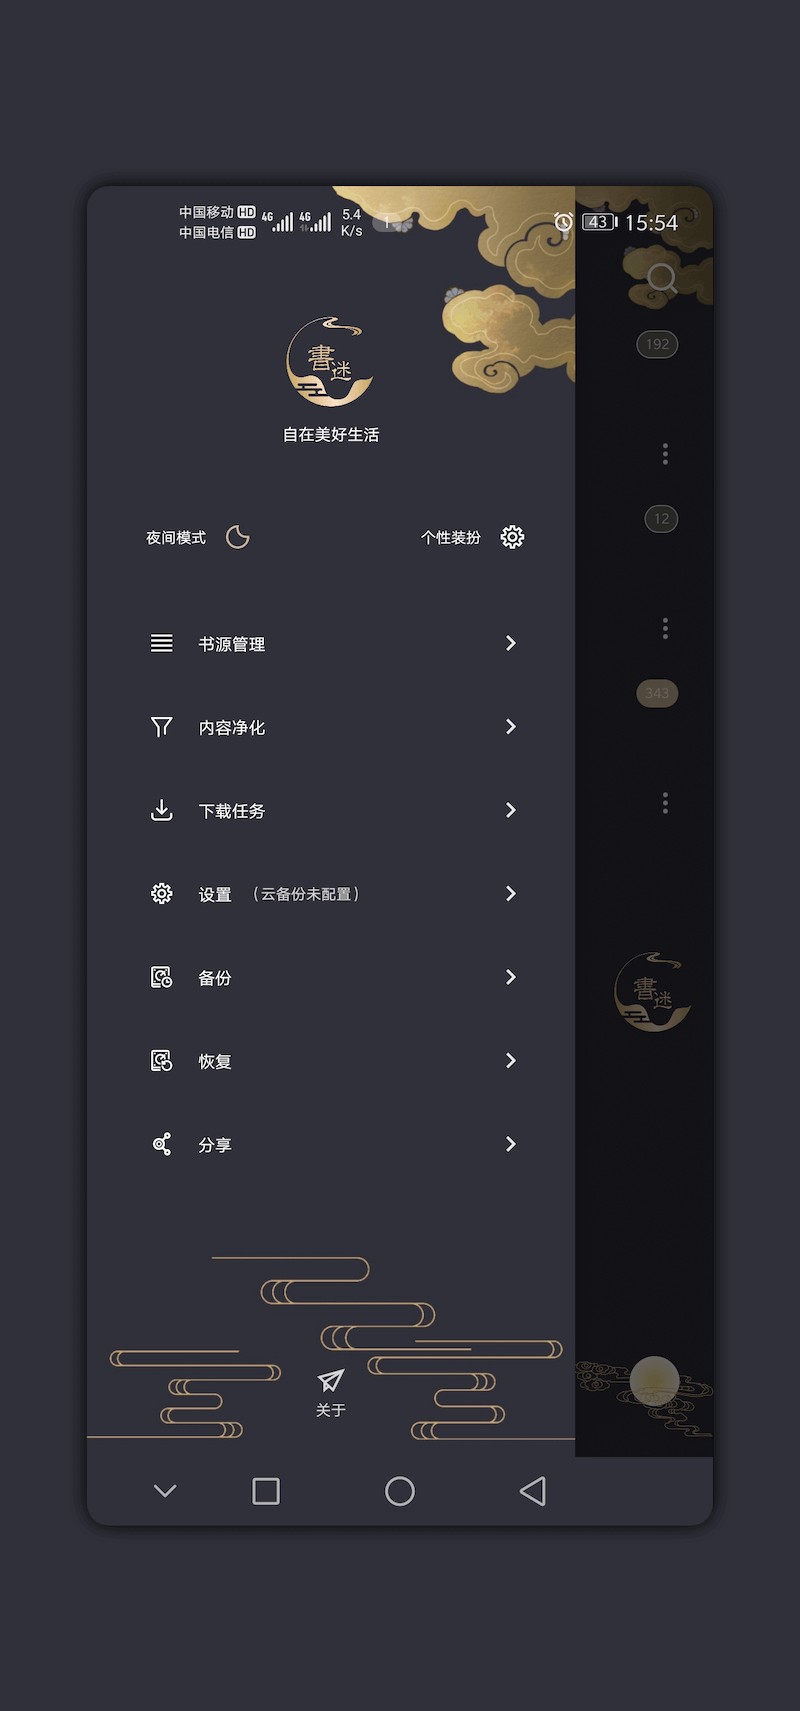 中国移动 HD 4G 4G 5.4 1 43 15:54
中国电信 HD K/s
書迷
192
自在美好生活
12
夜间模式 个性装扮
书源管理
343
内容净化
下载任务
设置 （云备份未配置）
備份
書迷
恢复
分享
关于